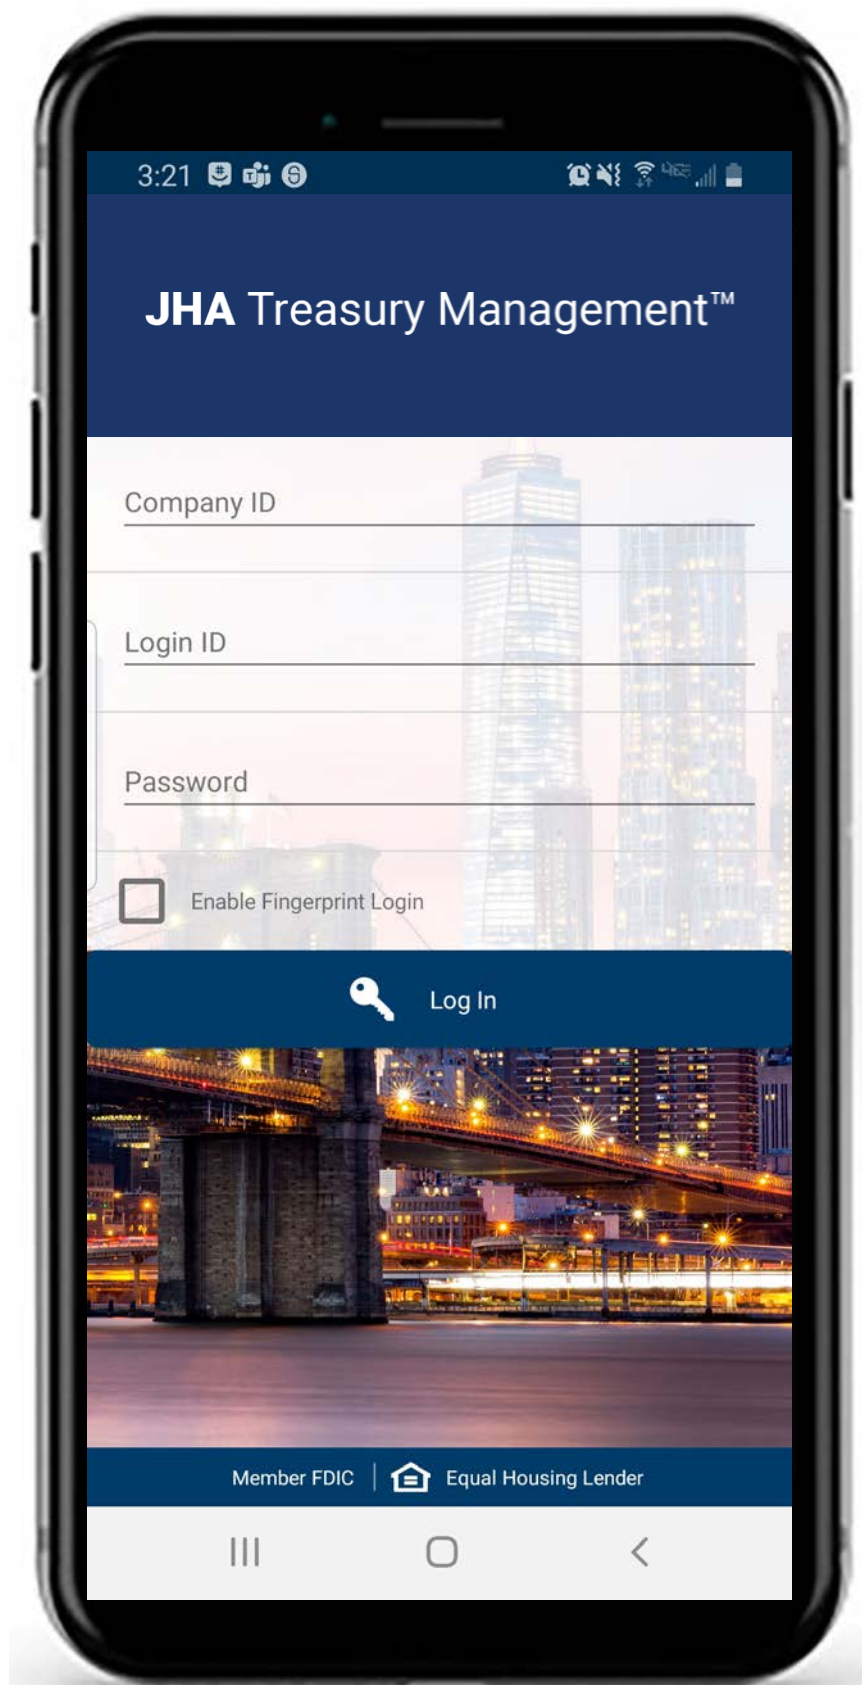 3:21
JHA Treasury Management™
Company ID
Login ID
Password
Enable Fingerprint Login
Log In
Member FDIC | Equal Housing Lender